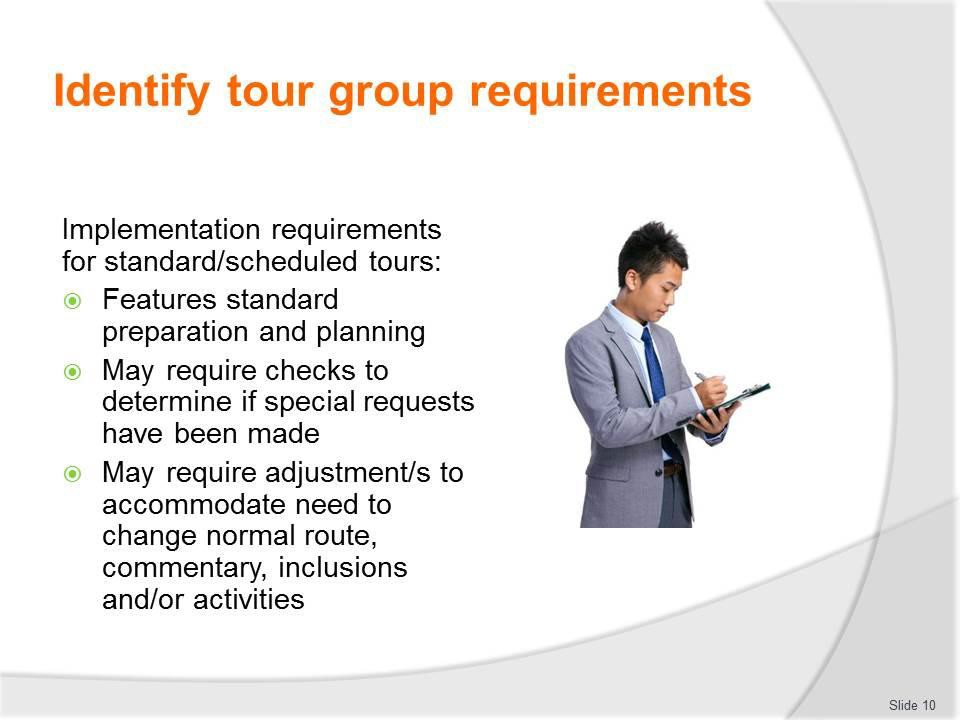 Identify tour group requirements
Implementation requirements
for standard/scheduled tours:
Features standard
preparation and planning
May require checks to
determine if special requests
have been made
May require adjustment/s to
accommodate need to
change normal route,
commentary, inclusions
and/or activities
Slide 10